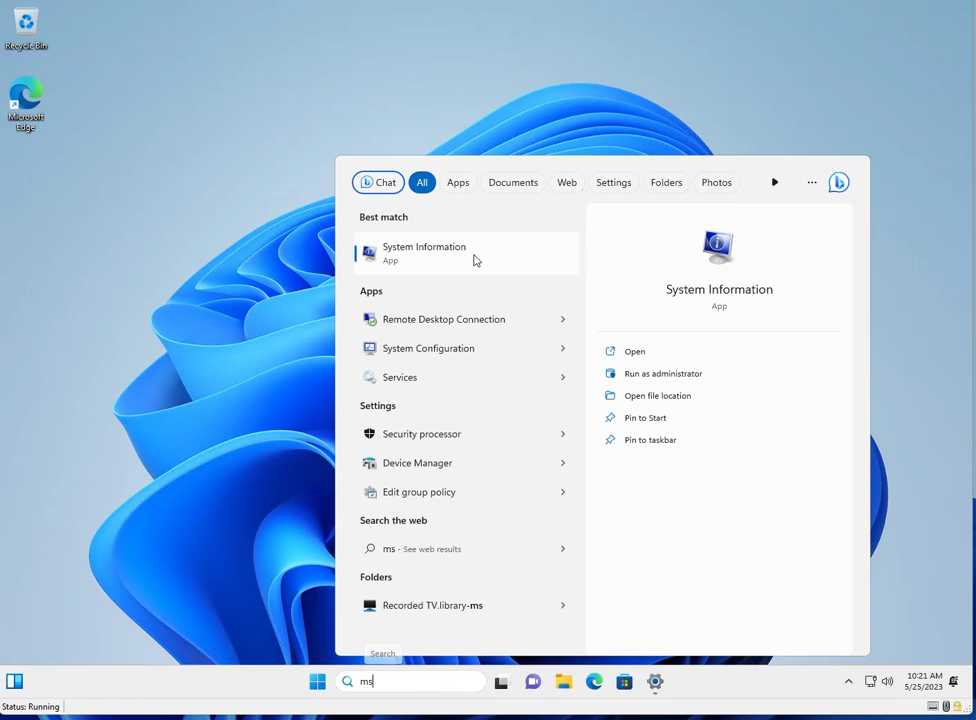 Recycle Bin
Microsoft
Edge
Chat
All
Apps
Documents
Web
Settings
Folders
Photos
Best match
System Information
App
Apps
Remote Desktop Connection
System Configuration
Services
Settings
Security processor
Device Manager
Edit group policy
Search the web
ms - See web results
Folders
Recorded TV.library-ms
Search
System Information
App
Open
Run as administrator
Open file location
Pin to Start
Pin to taskbar
ms
10:21 AM
5/25/2023
Status: Running